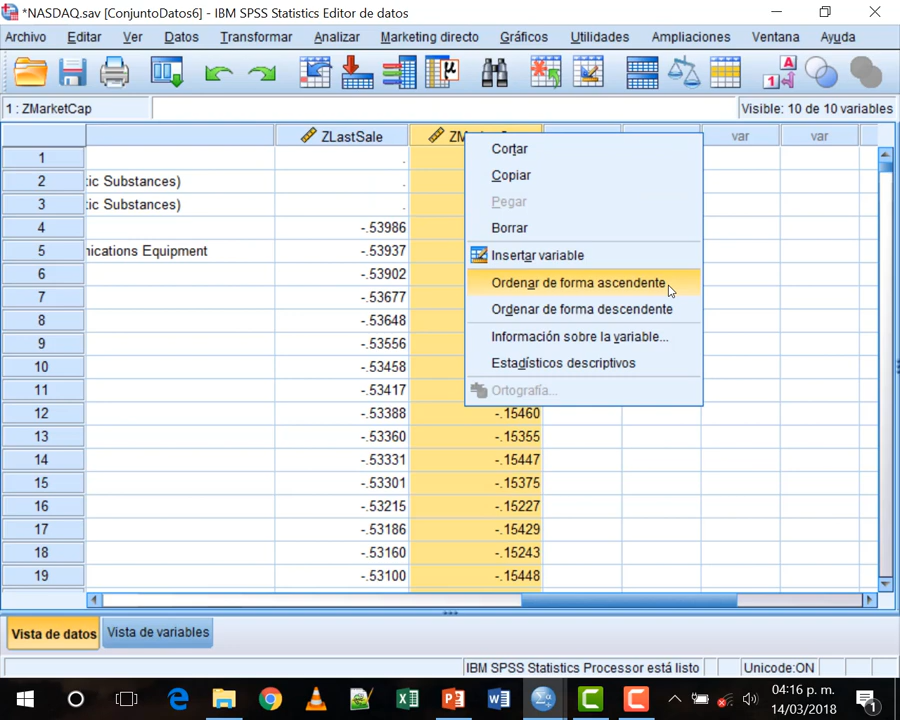 *NASDAQ.sav [ConjuntoDatos6] - IBM SPSS Statistics Editor de datos
Archivo Editar Ver Datos Transformar Analizar Marketing directo Gráficos Utilidades Ampliaciones Ventana Ayuda
1 : ZMarketCap Visible: 10 de 10 variables
ZLastSale var var
1 .
2 tic Substances) .
3 tic Substances) .
4 -.53986
5 nications Equipment -.53937
6 -.53902
7 -.53677
8 -.53648
9 -.53556
10 -.53458
11 -.53417
12 -.53388 -.15460
13 -.53360 -.15355
14 -.53331 -.15447
15 -.53301 -.15375
16 -.53215 -.15227
17 -.53186 -.15429
18 -.53160 -.15243
19 -.53100 -.15448
Cortar
Copiar
Pegar
Borrar
Insertar variable
Ordenar de forma ascendente
Ordenar de forma descendente
Información sobre la variable...
Estadísticos descriptivos
Ortografía...
Vista de datos Vista de variables
IBM SPSS Statistics Processor está listo Unicode:ON
04:16 p. m.
14/03/2018
1